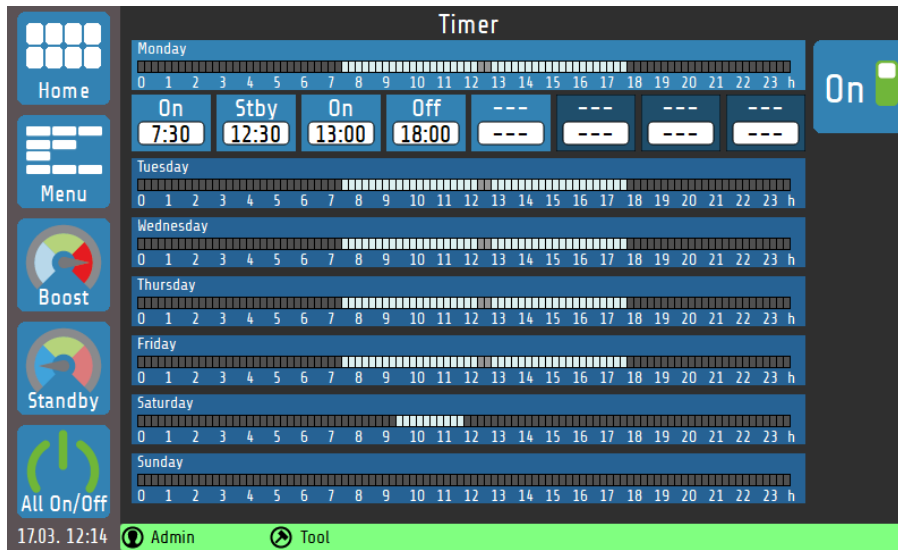 Timer
Home
Menu
Boost
Standby
All On/Off
17.03. 12:14
Monday
0 1 2 3 4 5 6 7 8 9 10 11 12 13 14 15 16 17 18 19 20 21 22 23 h
On Stby On Off --- --- --- ---
7:30 12:30 13:00 18:00 --- --- --- ---
Tuesday
0 1 2 3 4 5 6 7 8 9 10 11 12 13 14 15 16 17 18 19 20 21 22 23 h
Wednesday
0 1 2 3 4 5 6 7 8 9 10 11 12 13 14 15 16 17 18 19 20 21 22 23 h
Thursday
0 1 2 3 4 5 6 7 8 9 10 11 12 13 14 15 16 17 18 19 20 21 22 23 h
Friday
0 1 2 3 4 5 6 7 8 9 10 11 12 13 14 15 16 17 18 19 20 21 22 23 h
Saturday
0 1 2 3 4 5 6 7 8 9 10 11 12 13 14 15 16 17 18 19 20 21 22 23 h
Sunday
0 1 2 3 4 5 6 7 8 9 10 11 12 13 14 15 16 17 18 19 20 21 22 23 h
On
Admin Tool